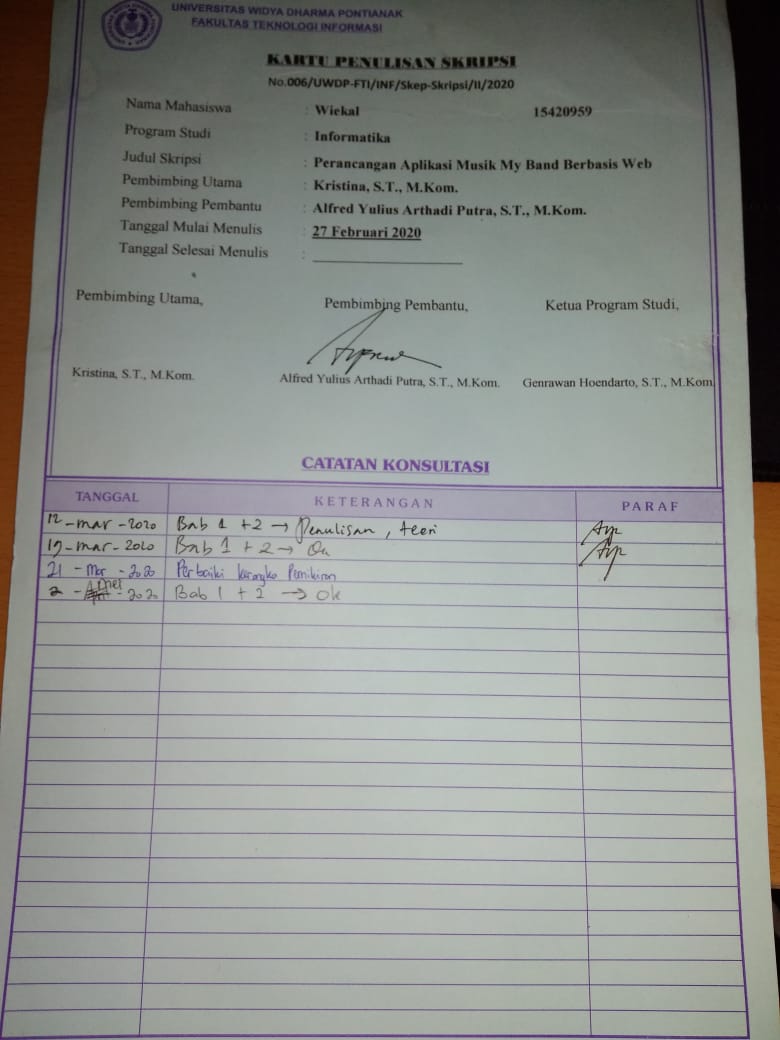 UNIVERSITAS WIDYA DHARMA PONTIANAK
FAKULTAS TEKNOLOGI INFORMASI
KARTU PENULISAN SKRIPSI
No.006/UWDP-FTI/INF/Skep-Skripsi/II/2020
Nama Mahasiswa : Wiekal 15420959
Program Studi : Informatika
Judul Skripsi : Perancangan Aplikasi Musik My Band Berbasis Web
Pembimbing Utama : Kristina, S.T., M.Kom.
Pembimbing Pembantu : Alfred Yulius Arthadi Putra, S.T., M.Kom.
Tanggal Mulai Menulis : 27 Februari 2020
Tanggal Selesai Menulis :
Pembimbing Utama, Pembimbing Pembantu, Ketua Program Studi,
Kristina, S.T., M.Kom. Alfred Yulius Arthadi Putra, S.T., M.Kom. Genrawan Hoendarto, S.T., M.Kom.
CATATAN KONSULTASI
TANGGAL KETERANGAN PARAF
12-mar-2020 Bab 1 + 2 → Penulisan, teori
19-mar-2020 Bab 1 + 2 →
21 - Mar - 2020 Perbaiki kerangka Pemikiran
2 - April - 2020 Bab 1 + 2 → ok